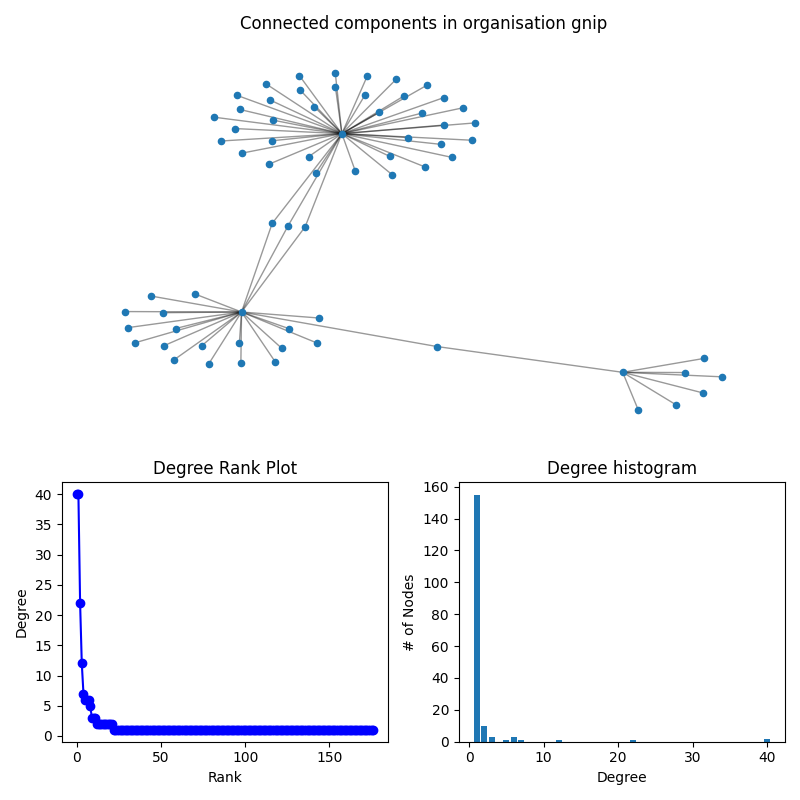 Connected components in organisation gnip
Degree Rank Plot
Degree
40
35
30
25
20
15
10
5
0
0 50 100 150
Rank
Degree histogram
# of Nodes
160
140
120
100
80
60
40
20
0
0 10 20 30 40
Degree